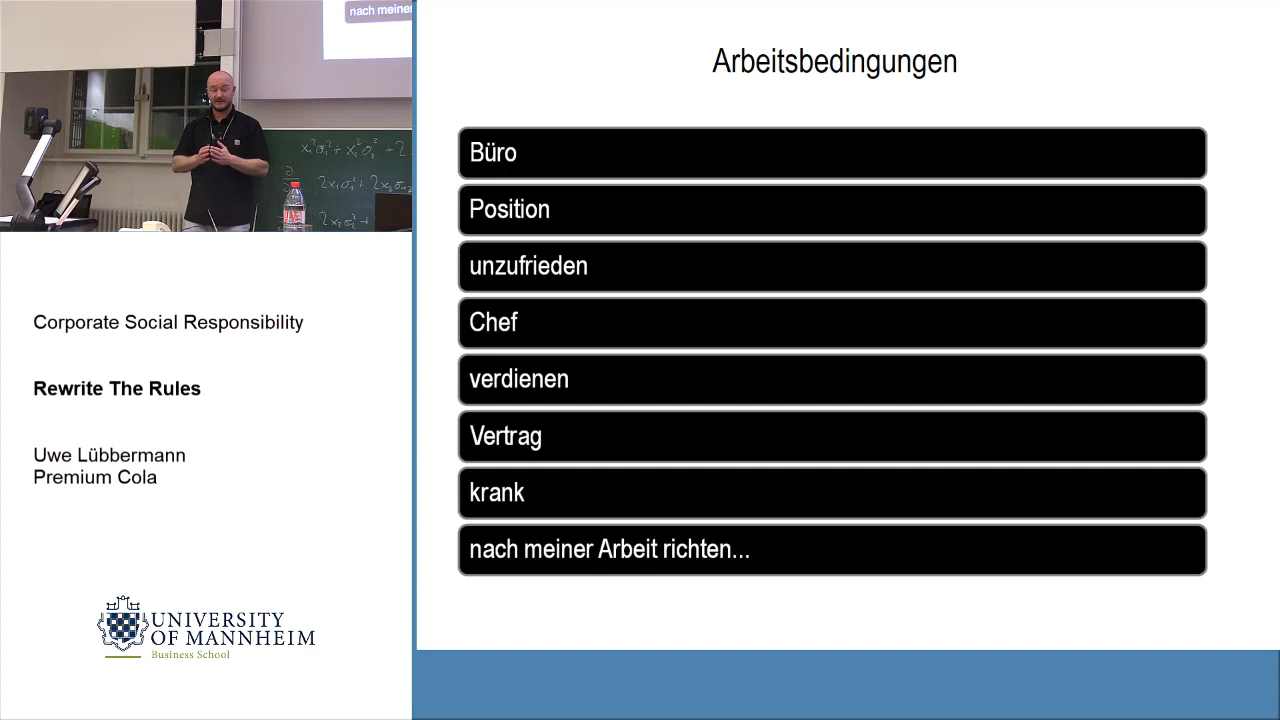 nach meiner
Arbeitsbedingungen
Büro
Position
unzufrieden
Chef
verdienen
Vertrag
krank
nach meiner Arbeit richten...
Corporate Social Responsibility
Rewrite The Rules
Uwe Lübbermann
Premium Cola
UNIVERSITY
OF MANNHEIM
Business School